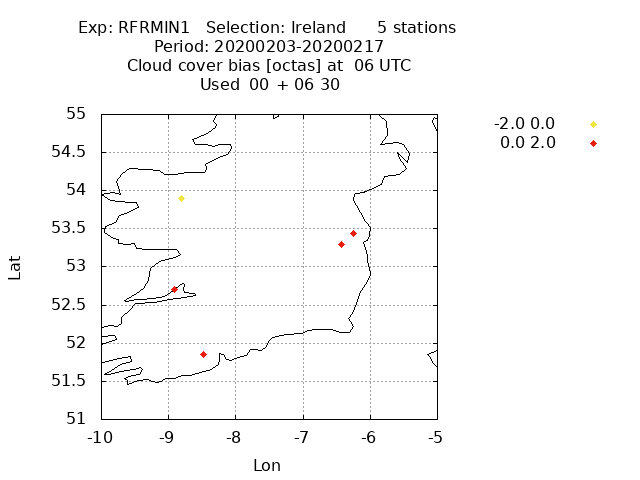 Exp: RFRMIN1 Selection: Ireland 5 stations
Period: 20200203-20200217
Cloud cover bias [octas] at 06 UTC
Used 00 + 06 30
-2.0 0.0
0.0 2.0
55
54.5
54
53.5
53
52.5
52
51.5
51
Lat
-10 -9 -8 -7 -6 -5
Lon